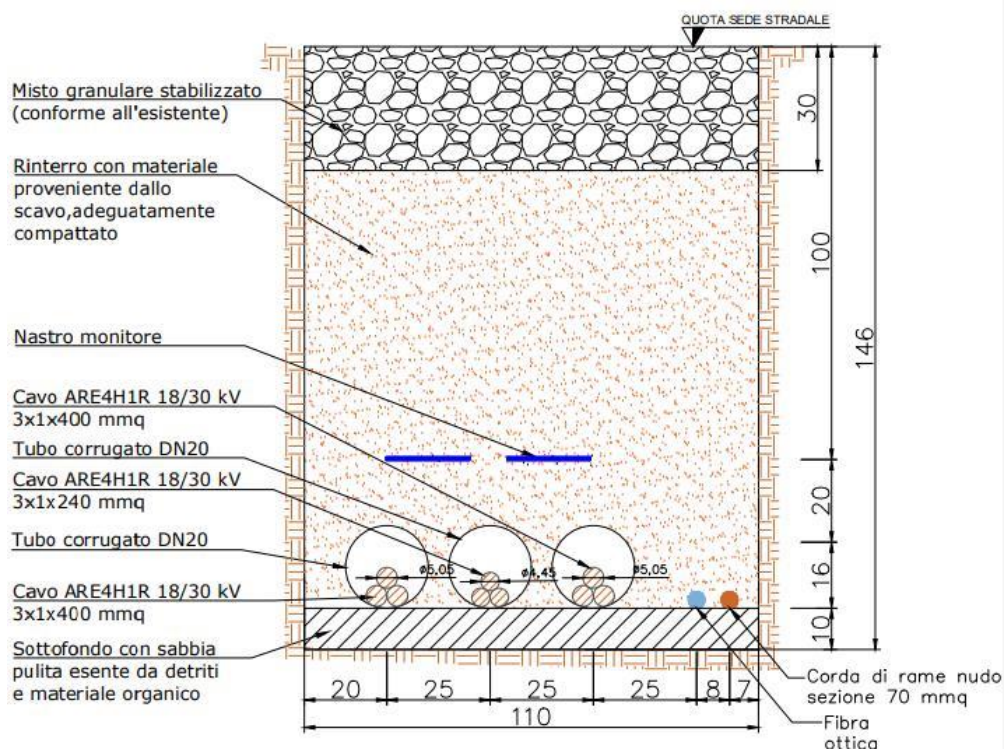 QUOTA SEDE STRADALE
Misto granulare stabilizzato
(conforme all'esistente)
Rinterro con materiale
proveniente dallo
scavo,adeguatamente
compattato
Nastro monitore
Cavo ARE4H1R 18/30 kV
3x1x400 mmq
Tubo corrugato DN20
Cavo ARE4H1R 18/30 kV
3x1x240 mmq
Tubo corrugato DN20
Cavo ARE4H1R 18/30 kV
3x1x400 mmq
Sottofondo con sabbia
pulita esente da detriti
e materiale organico
ø5,05
ø4,45
ø5,05
30
100
146
20
16
10
20 25 25 25 8 7
110
Corda di rame nudo
sezione 70 mmq
Fibra
ottica